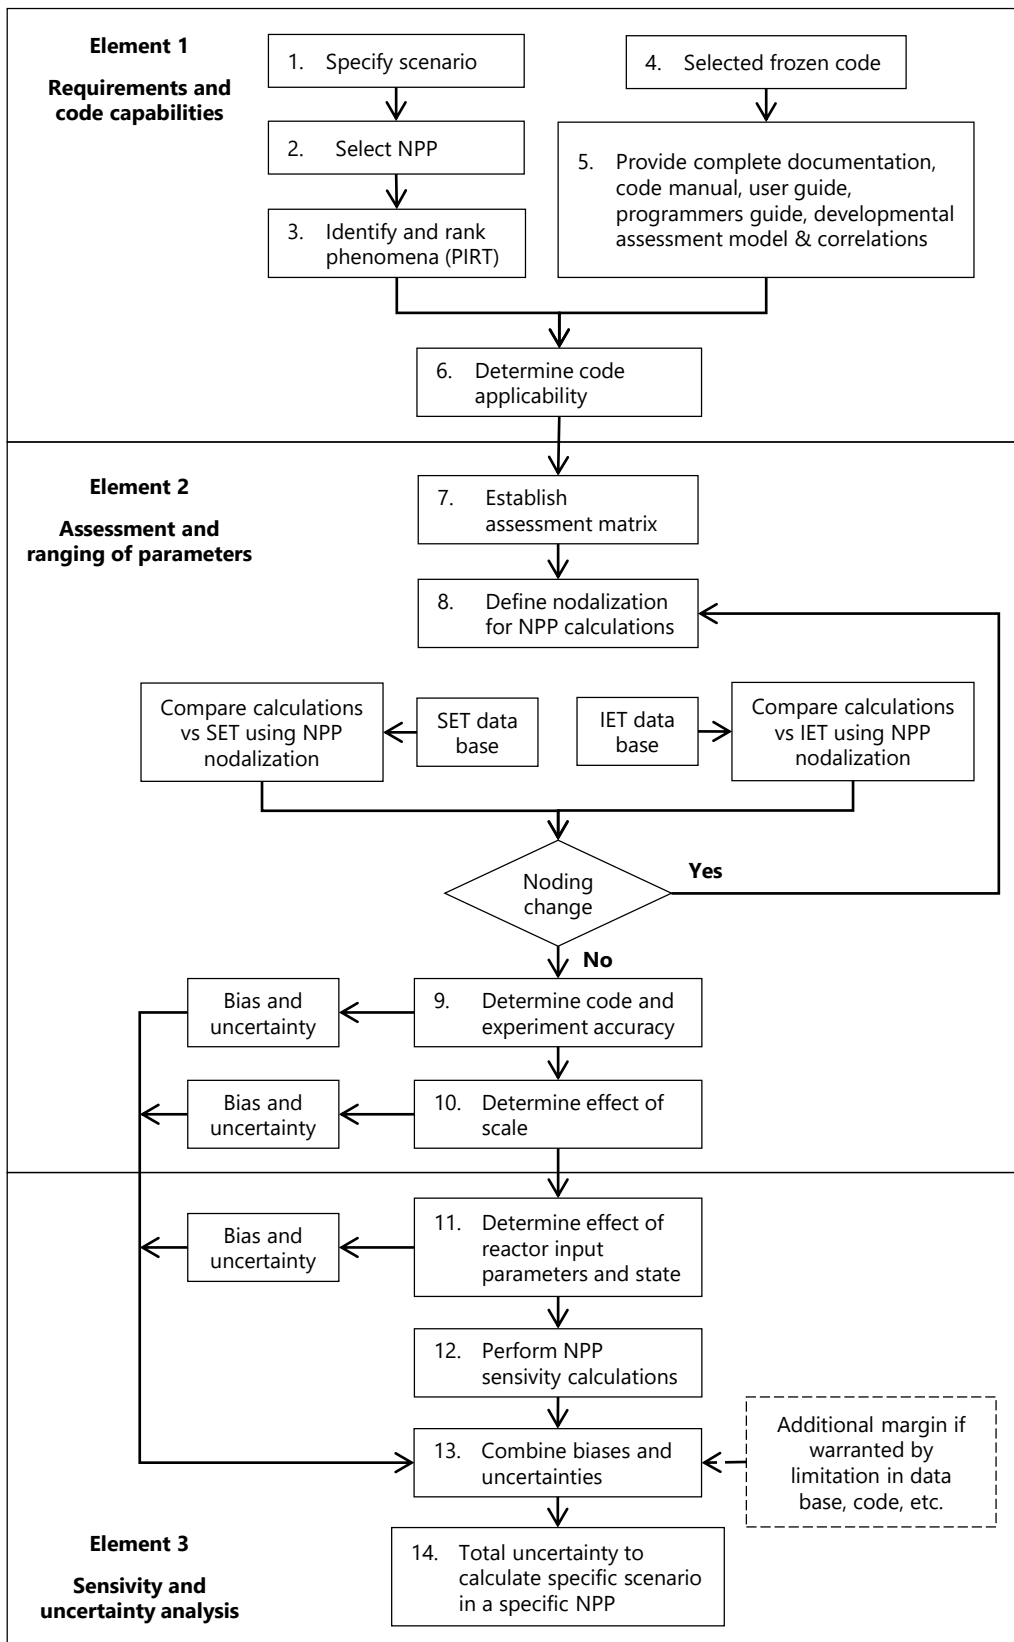 Element 1
Requirements and
code capabilities
1. Specify scenario
2. Select NPP
3. Identify and rank
phenomena (PIRT)
4. Selected frozen code
5. Provide complete documentation,
code manual, user guide,
programmers guide, developmental
assessment model & correlations
6. Determine code
applicability
Element 2
Assessment and
ranging of parameters
7. Establish
assessment matrix
8. Define nodalization
for NPP calculations
Compare calculations
vs SET using NPP
nodalization
SET data
base
IET data
base
Compare calculations
vs IET using NPP
nodalization
Noding
change
Yes
No
Bias and
uncertainty
9. Determine code and
experiment accuracy
Bias and
uncertainty
10. Determine effect of
scale
Bias and
uncertainty
11. Determine effect of
reactor input
parameters and state
12. Perform NPP
sensivity calculations
13. Combine biases and
uncertainties
Additional margin if
warranted by
limitation in data
base, code, etc.
Element 3
Sensivity and
uncertainty analysis
14. Total uncertainty to
calculate specific scenario
in a specific NPP